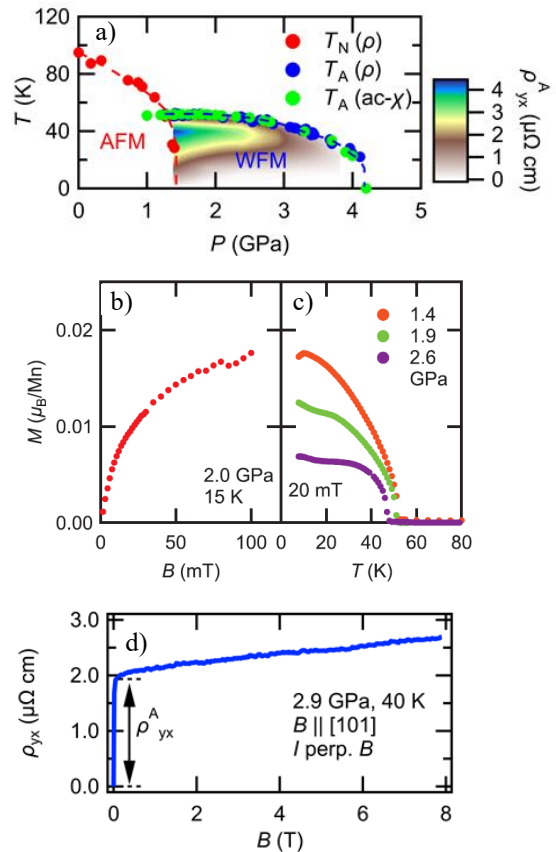 a)
T_N (ρ)
T_A (ρ)
T_A (ac-χ)
AFM
WFM
80
60
40
20
0
T (K)
0 1 2 3 4 5
P (GPa)
4
3
2
1
0
ρ^A_yx (μΩ cm)
b)
0.02
0.01
0.00
M (μ_B/Mn)
2.0 GPa
15 K
0 50 100
B (mT)
c)
1.4
1.9
2.6
GPa
20 mT
0 20 40 60 80
T (K)
d)
3.0
2.0
1.0
0.0
ρ_yx (μΩ cm)
ρ^A_yx
2.9 GPa, 40 K
B || [101]
I perp. B
0 2 4 6 8
B (T)